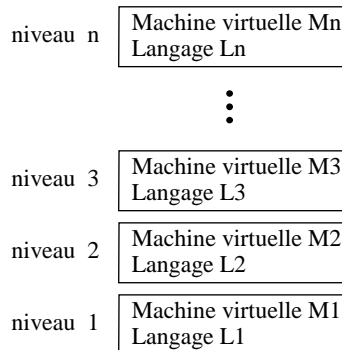 niveau n
Machine virtuelle Mn
Langage Ln
niveau 3
Machine virtuelle M3
Langage L3
niveau 2
Machine virtuelle M2
Langage L2
niveau 1
Machine virtuelle M1
Langage L1